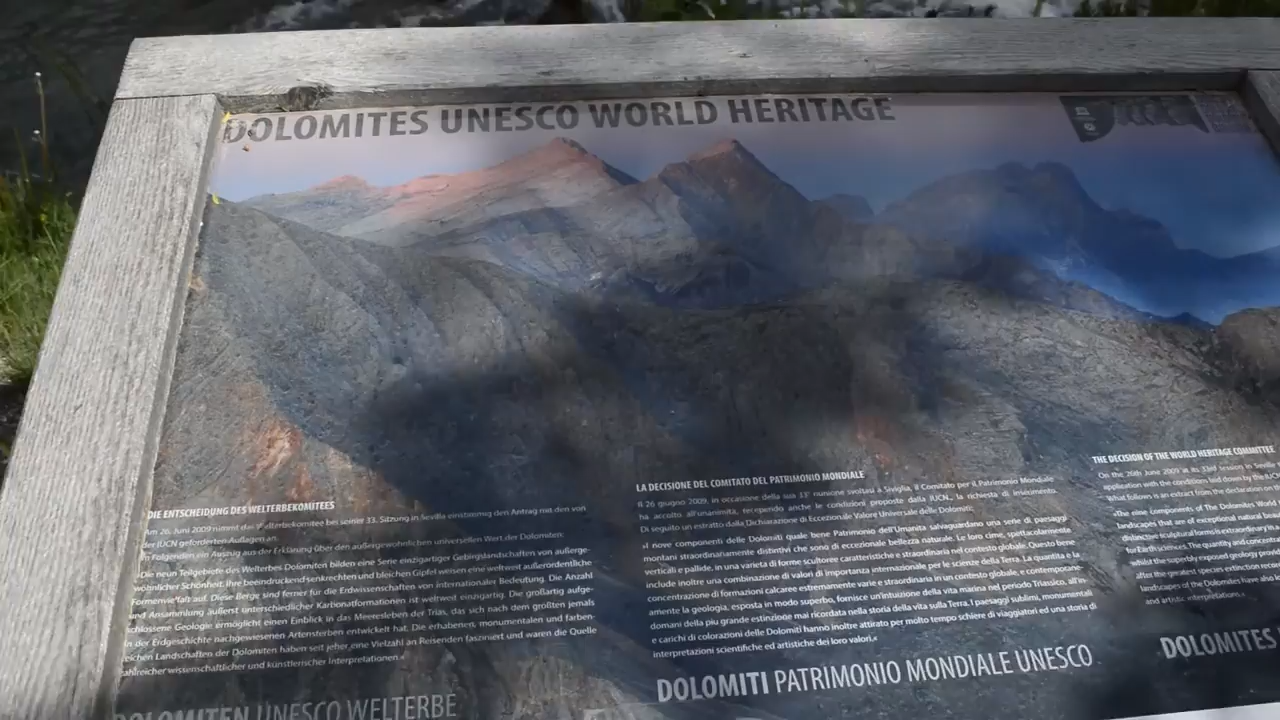 DOLOMITES UNESCO WORLD HERITAGE
DIE ENTSCHEIDUNG DES WELTERBEKOMITEES
Am 26. Juni 2009 nimmt das Welterbekomitee bei seiner 33. Sitzung in Sevilla einstimmig den Antrag mit den von
der IUCN geforderten Auflagen an.
Im Folgenden ein Auszug aus der Erklärung über den außergewöhnlichen universellen Wert der Dolomiten:
„Die neun Teilgebiete des Welterbes Dolomiten bilden eine Serie einzigartiger Gebirgslandschaften von außerge-
wöhnlicher Schönheit. Ihre beeindruckend senkrechten und bleichen Gipfel weisen eine weltweit außerordentliche
Formenvielfalt auf. Diese Berge sind ferner für die Erdwissenschaften von internationaler Bedeutung. Die Anzahl
und Ansammlung äußerst unterschiedlicher Karbonatformationen ist weltweit einzigartig. Die großartig aufge-
schlossene Geologie ermöglicht einen Einblick in das Meeresleben der Trias, das sich nach dem größten jemals
in der Erdgeschichte nachgewiesenen Artensterben entwickelt hat. Die erhabenen, monumentalen und farben-
reichen Landschaften der Dolomiten haben seit jeher eine Vielzahl an Reisenden fasziniert und waren die Quelle
zahlreicher wissenschaftlicher und künstlerischer Interpretationen.“
DOLOMITEN UNESCO WELTERBE
LA DECISIONE DEL COMITATO DEL PATRIMONIO MONDIALE
Il 26 giugno 2009, in occasione della sua 33ª riunione svoltasi a Siviglia, il Comitato per il Patrimonio Mondiale
ha accolto all'unanimità, recependo anche le condizioni proposte dalla IUCN, la richiesta di inserimento
Di seguito un estratto dalla Dichiarazione di Eccezionale Valore Universale delle Dolomiti:
„I nove componenti delle Dolomiti quale bene Patrimonio dell'Umanità salvaguardano una serie di paesaggi
montani straordinariamente distintivi che sono di eccezionale bellezza naturale. Le loro cime, spettacolarmente
verticali e pallide, in una varietà di forme scultoree caratteristiche e straordinaria nel contesto globale. Questo bene
include inoltre una combinazione di valori di importanza internazionale per le scienze della Terra. La quantità e la
concentrazione di formazioni calcaree estremamente varie e straordinaria in un contesto globale, e contemporane-
amente la geologia, esposta in modo superbo, fornisce un'intuizione della vita marina nel periodo Triassico, all'in-
domani della più grande estinzione mai ricordata nella storia della vita sulla Terra. I paesaggi sublimi, monumentali
e carichi di colorazioni delle Dolomiti hanno inoltre attirato per molto tempo schiere di viaggiatori ed una storia di
interpretazioni scientifiche ed artistiche dei loro valori.“
DOLOMITI PATRIMONIO MONDIALE UNESCO
THE DECISION OF THE WORLD HERITAGE COMMITTEE
On the 26th June 2009 at its 33rd session in Seville
application with the conditions laid down by the IUCN
What follows is an extract from the declaration of
"The nine components of The Dolomites World
landscapes that are of exceptional natural
distinctive sculptural forms
for Earth sciences. The quantity and
whilst the superbly exposed geology
after the greatest
landscapes of the Dolomites have also
and artistic interpretations."
DOLOMITES